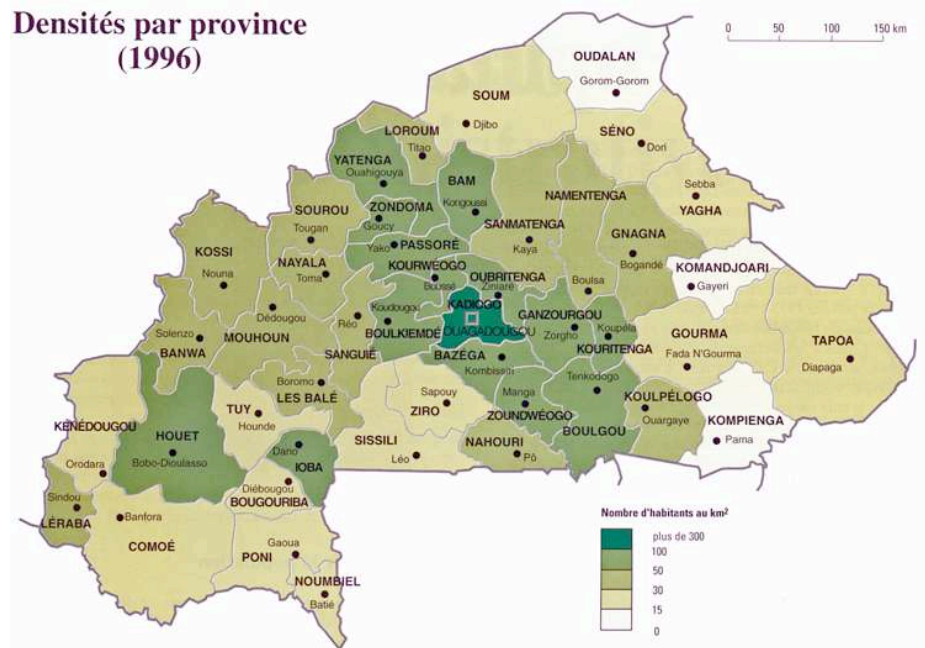 Densités par province
(1996)
0 50 100 150 km
OUDALAN
Gorom-Gorom
SOUM
Djibo
SÉNO
Dori
LOROUM
Titao
YATENGA
Ouahigouya
BAM
Kongoussi
Sebba
YAGHA
NAMENTENGA
ZONDOMA
Goucy
SANMATENGA
Kaya
SOUROU
Tougan
GNAGNA
Bogandé
KOSSI
Nouna
PASSORÉ
Yako
NAYALA
Toma
KOURWEOGO
Boussé
OUBRITENGA
Ziniaré
Boulsa
KOMANDJOARI
Gayeri
KADIOGO
OUAGADOUGOU
Koudougou
BOULKIEMDÉ
GANZOURGOU
Zorgho
Koupéla
KOURITENGA
Dédougou
MOUHOUN
Réo
SANGUIÉ
Solenzo
BANWA
GOURMA
Fada N'Gourma
TAPOA
Diapaga
BAZÉGA
Kombissiri
Tenkodogo
BOULGOU
Boromo
LES BALÉ
Sapouy
ZIRO
Manga
ZOUNDWÉOGO
KOULPÉLOGO
Ouargaye
TUY
Hounde
KOMPIENGA
Pama
KÉNÉDOUGOU
Orodara
HOUET
Bobo-Dioulasso
SISSILI
Léo
NAHOURI
Pô
Dano
IOBA
Diébougou
BOUGOURIBA
Sindou
LÉRABA
Banfora
COMOÉ
Gaoua
PONI
NOUMBIEL
Batié
Nombre d'habitants au km²
plus de 300
100
50
30
15
0